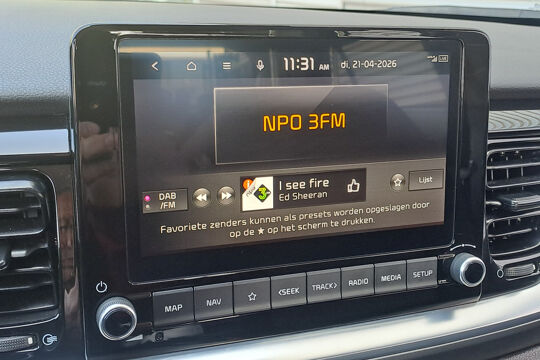 11:31 AM di, 21-04-2026
NPO 3FM
DAB
/FM
I see fire
Ed Sheeran
Lijst
Favoriete zenders kunnen als presets worden opgeslagen door
op de ★ op het scherm te drukken.
MAP NAV ☆ <SEEK TRACK> RADIO MEDIA SETUP